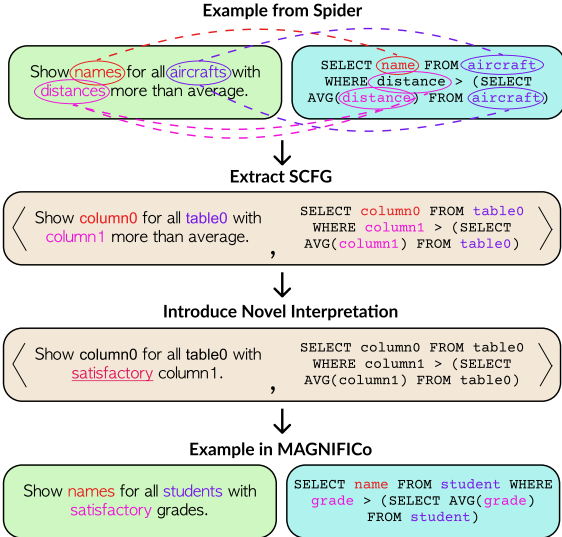 Example from Spider
Show names for all aircrafts with
distances more than average.
SELECT name FROM aircraft
WHERE distance > (SELECT
AVG(distance) FROM aircraft)
Extract SCFG
Show column0 for all table0 with
column1 more than average.
,
SELECT column0 FROM table0
WHERE column1 > (SELECT
AVG(column1) FROM table0)
Introduce Novel Interpretation
Show column0 for all table0 with
satisfactory column1.
,
SELECT column0 FROM table0
WHERE column1 > (SELECT
AVG(column1) FROM table0)
Example in MAGNIFICo
Show names for all students with
satisfactory grades.
SELECT name FROM student WHERE
grade > (SELECT AVG(grade)
FROM student)